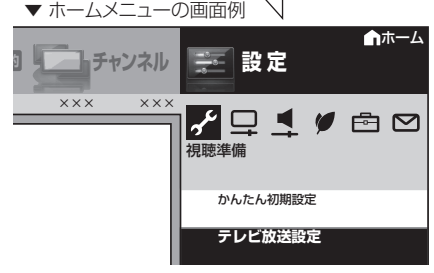 ▼ ホームメニューの画面例
ホーム
チャンネル
設定
××× ×××
視聴準備
かんたん初期設定
テレビ放送設定